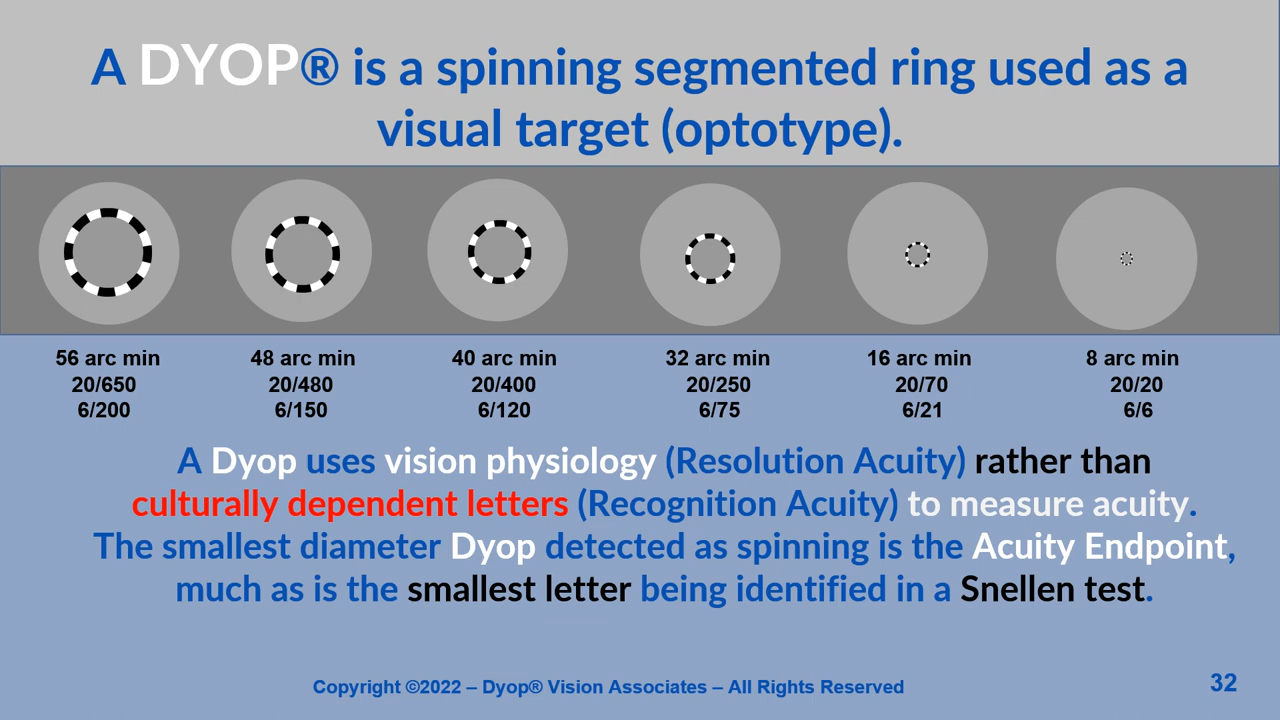 A DYOP® is a spinning segmented ring used as a
visual target (optotype).
56 arc min 48 arc min 40 arc min 32 arc min 16 arc min 8 arc min
20/650 20/480 20/400 20/250 20/70 20/20
6/200 6/150 6/120 6/75 6/21 6/6
A Dyop uses vision physiology (Resolution Acuity) rather than
culturally dependent letters (Recognition Acuity) to measure acuity.
The smallest diameter Dyop detected as spinning is the Acuity Endpoint,
much as is the smallest letter being identified in a Snellen test.
Copyright ©2022 – Dyop® Vision Associates – All Rights Reserved 32